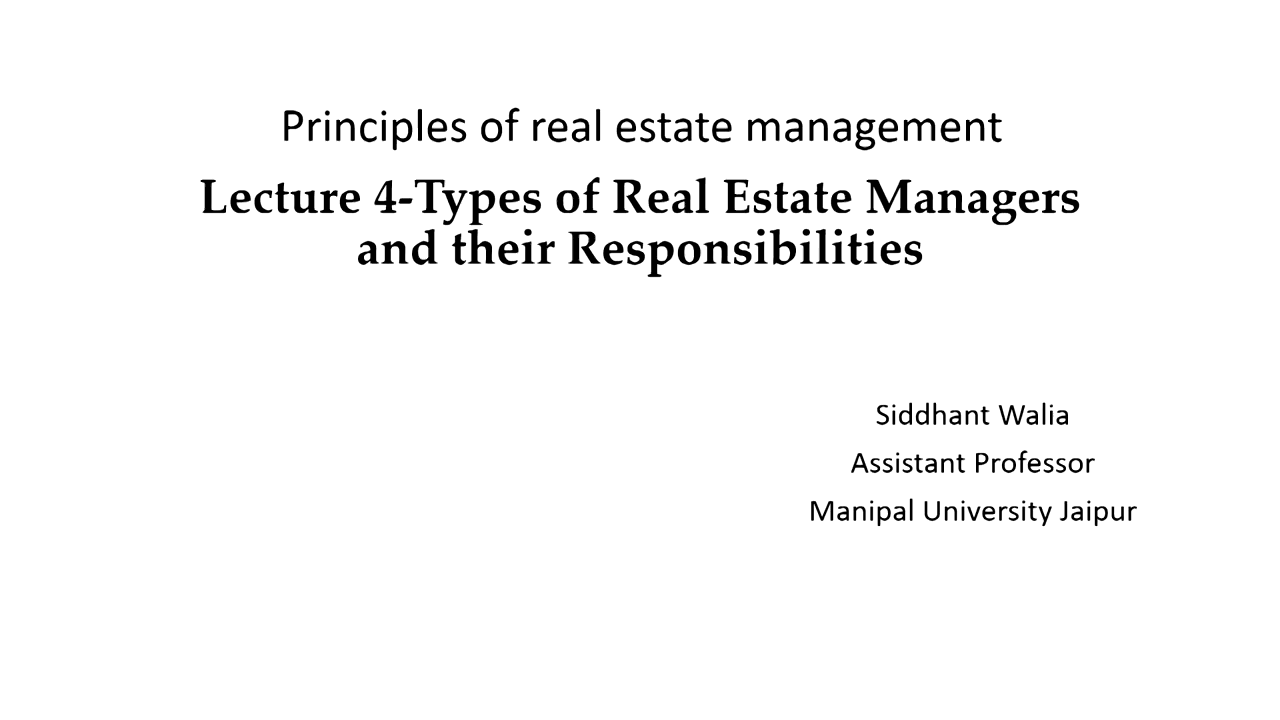 Principles of real estate management
Lecture 4-Types of Real Estate Managers
and their Responsibilities
Siddhant Walia
Assistant Professor
Manipal University Jaipur